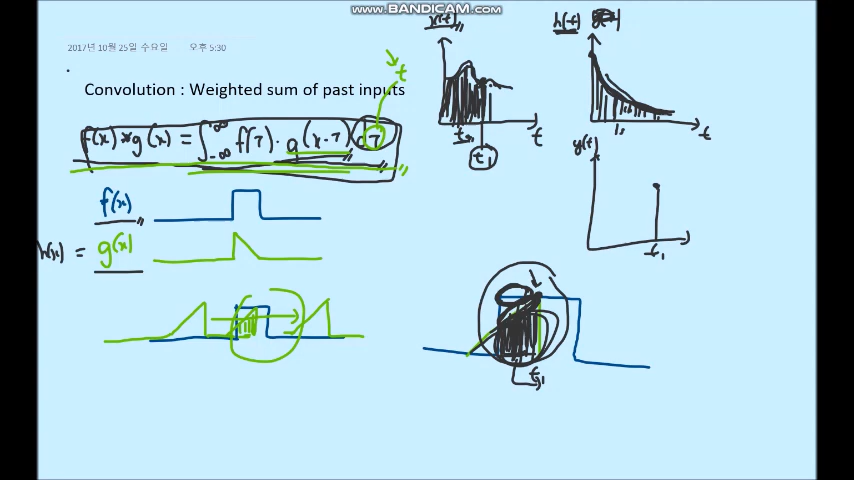 www.BANDICAM.com
2017년 10월 25일 수요일 오후 5:30
Convolution : Weighted sum of past inputs
t
f(x) * g(x) = ∫_{-∞}^{∞} f(τ) · g(x-τ) dτ
f(x)
h(x) = g(x)
x(t)
t
t₁
h(t)
t
y(t)
t₁
t₁